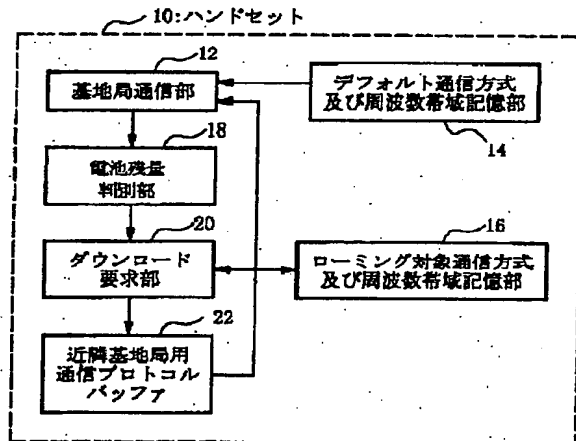 10:ハンドセット
12
基地局通信部
デフォルト通信方式
及び周波数帯域記憶部
14
18
電池残量
判別部
20
ダウンロード
要求部
16
ローミング対象通信方式
及び周波数帯域記憶部
22
近隣基地局用
通信プロトコル
バッファ